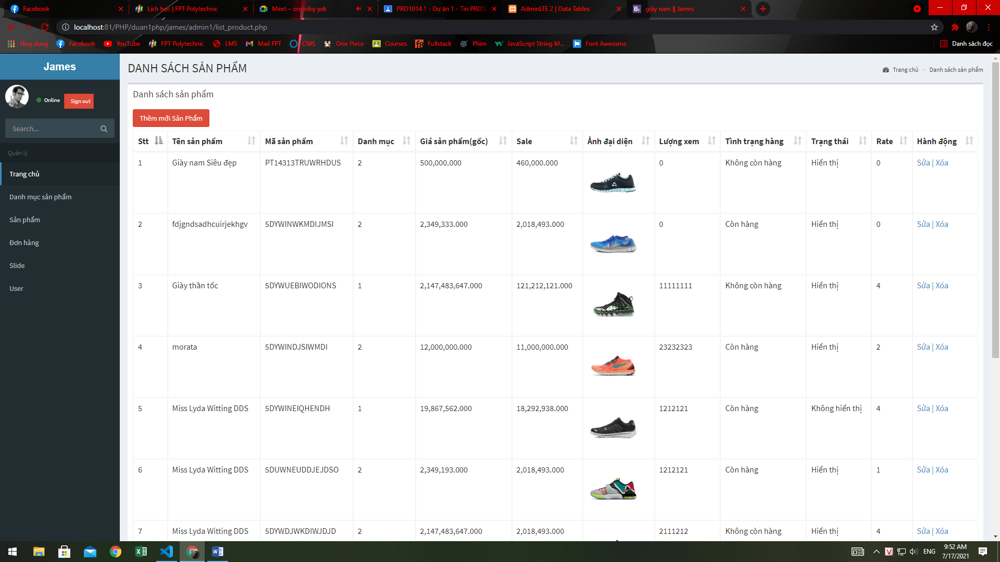 Facebook
Lịch học | FPT Polytechnic
Meet – onj-ofiq-yxk
PRO1014.1 - Dự án 1 - Tin PRO1
AdminLTE 2 | Data Tables
giày nam || James
localhost:81/PHP/duan1php/james/admin1/list_product.php
Ứng dụng
Facebook
YouTube
FPT Polytechnic
LMS
Mail FPT
CMS
One Piece
Courses
Fullstack
Phim
JavaScript String M...
Font Awesome
Danh sách đọc
James
Online
Sign out
Search...
Quản lý
Trang chủ
Danh mục sản phẩm
Sản phẩm
Đơn hàng
Slide
User
DANH SÁCH SẢN PHẨM
Trang chủ > Danh sách sản phẩm
Danh sách sản phẩm
Thêm mới Sản Phẩm
Stt Tên sản phẩm Mã sản phẩm Danh mục Giá sản phẩm(gốc) Sale Ảnh đại diện Lượng xem Tình trạng hàng Trạng thái Rate Hành động
1 Giày nam Siêu đẹp PT14313TRUWRHDUS 2 500,000.000 460,000.000 0 Không còn hàng Hiển thị 0 Sửa | Xóa
2 fdjgndsadhcuirjekhgv 5DYWINWKMDIJMSI 2 2,349,333.000 2,018,493.000 0 Còn hàng Hiển thị 0 Sửa | Xóa
3 Giày thần tốc 5DYWUEBIWODIONS 1 2,147,483,647.000 121,212,121.000 11111111 Không còn hàng Hiển thị 4 Sửa | Xóa
4 morata 5DYWINDJSIWMDI 2 12,000,000.000 11,000,000.000 23232323 Còn hàng Hiển thị 2 Sửa | Xóa
5 Miss Lyda Witting DDS 5DYWINEIQHENDH 1 19,867,562.000 18,292,938.000 1212121 Còn hàng Không hiển thị 4 Sửa | Xóa
6 Miss Lyda Witting DDS 5DUWNEUDDJEJDSO 2 2,349,193.000 2,018,493.000 1212121 Còn hàng Hiển thị 1 Sửa | Xóa
7 Miss Lyda Witting DDS 5DYWDJWKDIWJDJD 2 2,147,483,647.000 2,018,493.000 2111212 Không còn hàng Hiển thị 4 Sửa | Xóa
ENG
9:52 AM
7/17/2021